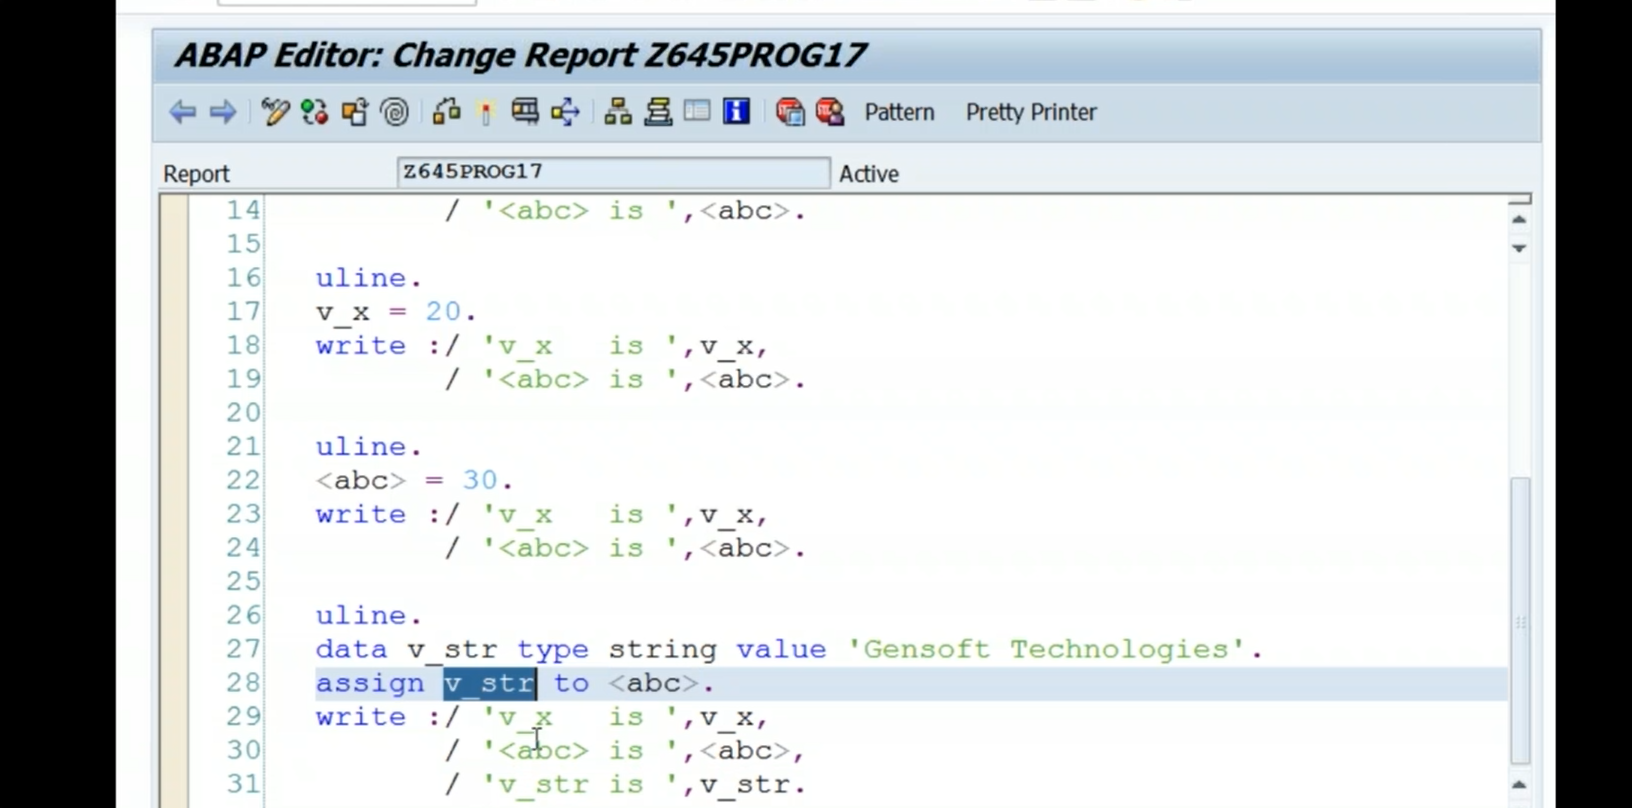 ABAP Editor: Change Report Z645PROG17
Pattern Pretty Printer
Report Z645PROG17 Active
14 / '<abc> is ',<abc>.
15
16 uline.
17 v_x = 20.
18 write :/ 'v_x   is ',v_x,
19 / '<abc> is ',<abc>.
20
21 uline.
22 <abc> = 30.
23 write :/ 'v_x   is ',v_x,
24 / '<abc> is ',<abc>.
25
26 uline.
27 data v_str type string value 'Gensoft Technologies'.
28 assign v_str to <abc>.
29 write :/ 'v_x   is ',v_x,
30 / '<abc> is ',<abc>,
31 / 'v_str is ',v_str.